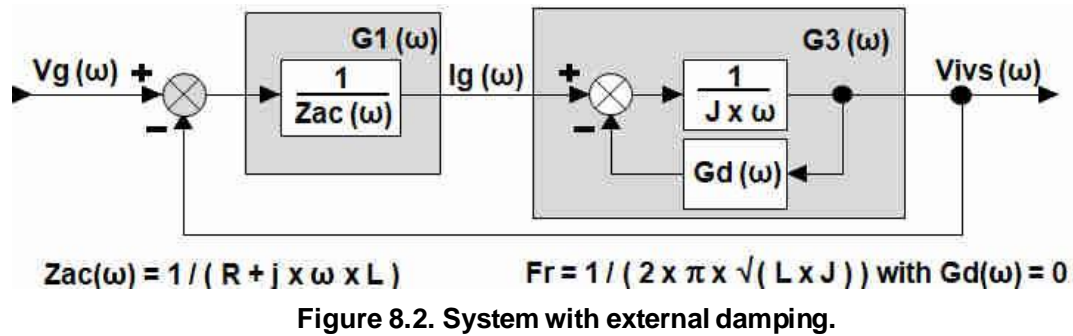 G1 (ω)
G3 (ω)
Vg (ω)
+
1
Zac (ω)
Ig (ω)
+
1
J x ω
Vivs (ω)
−
−
Gd (ω)
Zac(ω) = 1 / ( R + j x ω x L )
Fr = 1 / ( 2 x π x √( L x J ) ) with Gd(ω) = 0
Figure 8.2. System with external damping.